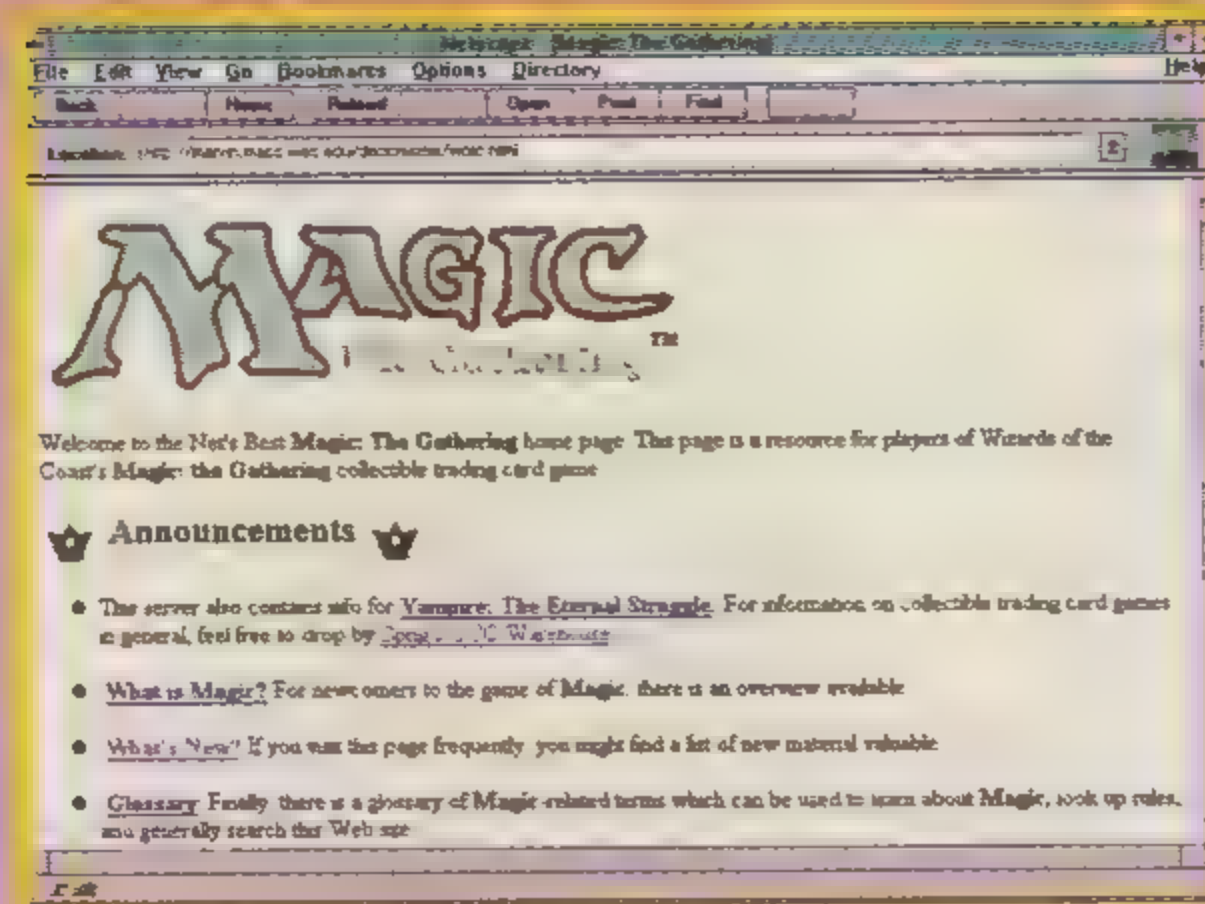 Netscape Magic: The Gathering
File Edit View Go Bookmarks Options Directory Help
Back Home Reload Open Find
Location:
MAGIC
TM
Welcome to the Net's Best Magic: The Gathering home page. This page is a resource for players of Wizards of the
Coast's Magic: the Gathering collectible trading card game
Announcements
This server also contains info for Vampire: The Eternal Struggle. For information on collectible trading card games
in general, feel free to drop by
What is Magic? For newcomers to the game of Magic, there is an overview available
What's New? If you visit this page frequently, you might find a list of new material valuable
Glossary Finally, there is a glossary of Magic-related terms which can be used to learn about Magic, look up rules,
and generally search this Web site